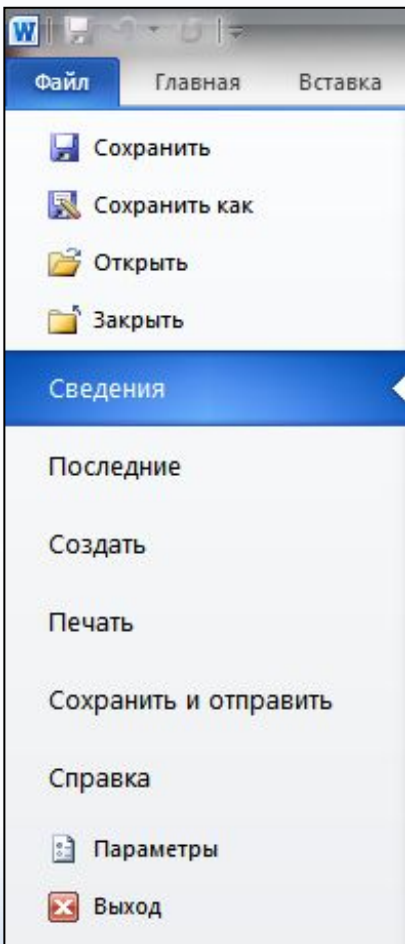 W
Файл Главная Вставка
Сохранить
Сохранить как
Открыть
Закрыть
Сведения
Последние
Создать
Печать
Сохранить и отправить
Справка
Параметры
Выход